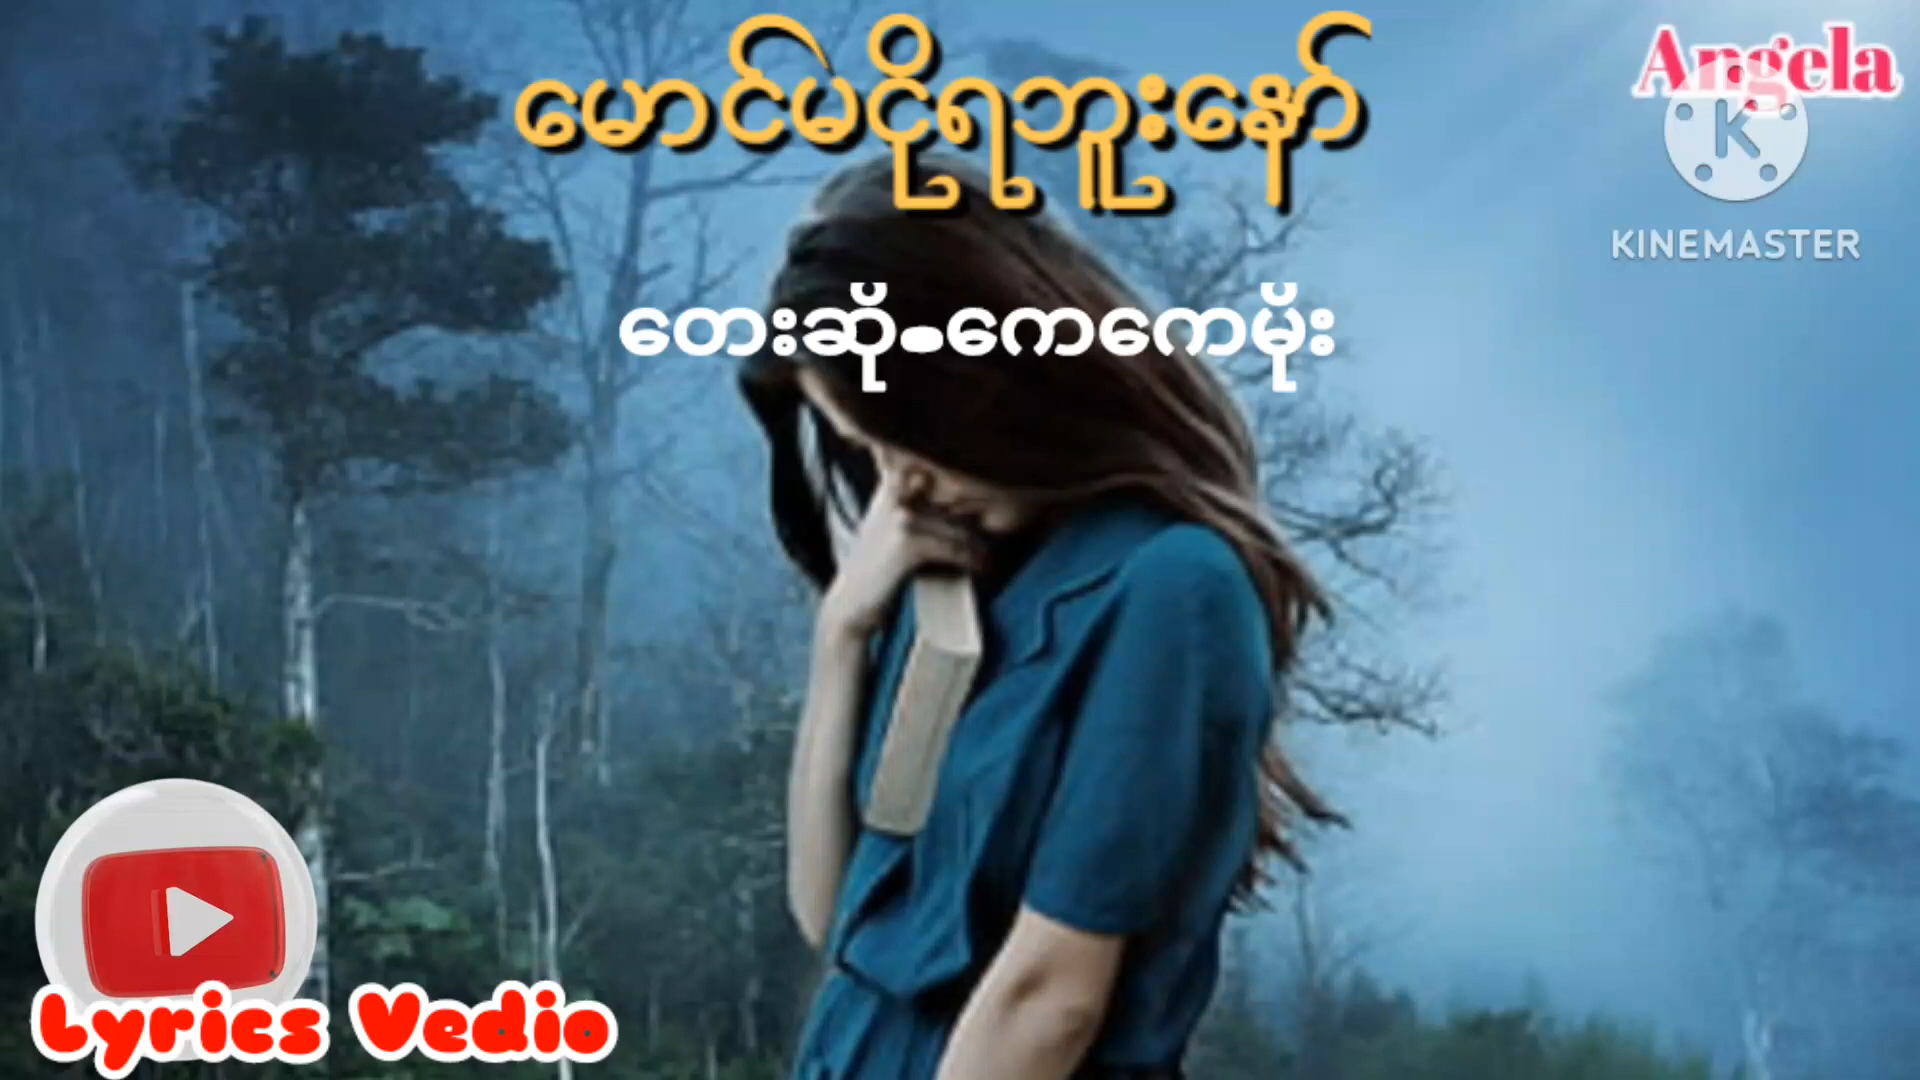 မောင်မငိုရဘူးနော်
Angela
K
KINEMASTER
တေးဆို-ကေကေမိုး
Lyrics Vedio